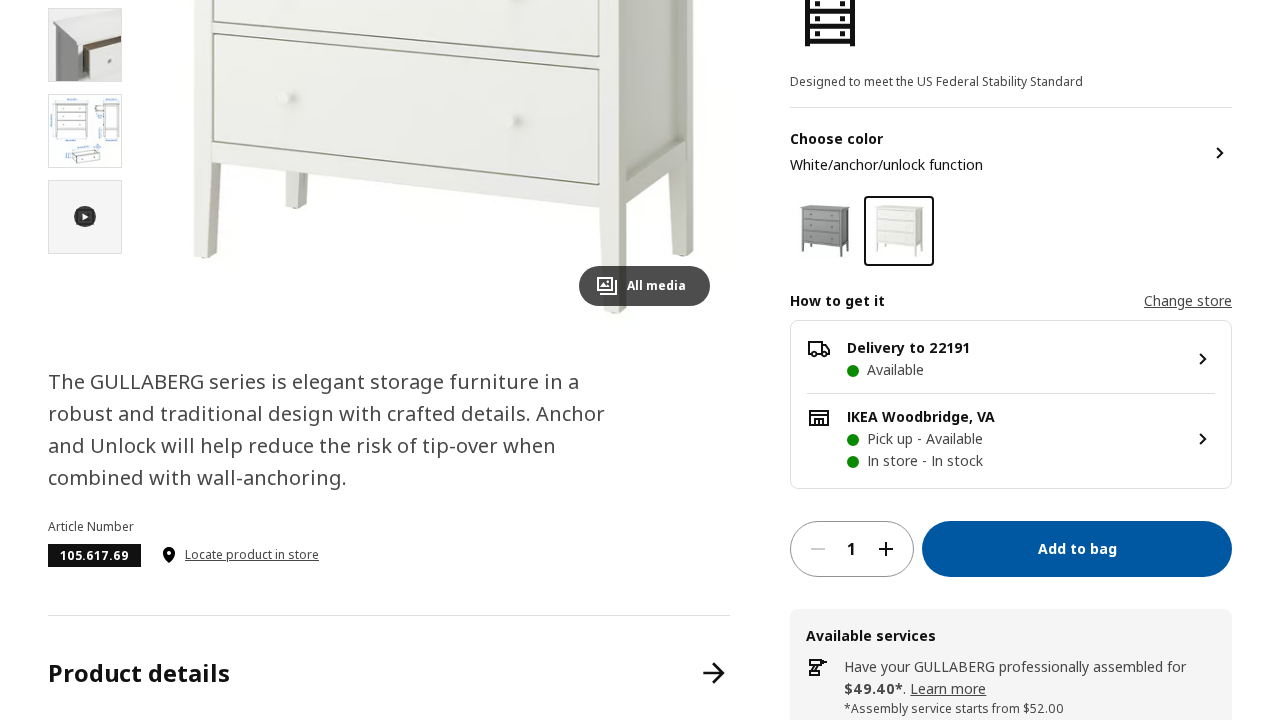 Designed to meet the US Federal Stability Standard
Choose color
White/anchor/unlock function
All media
How to get it
Change store
Delivery to 22191
Available
IKEA Woodbridge, VA
Pick up - Available
In store - In stock
The GULLABERG series is elegant storage furniture in a
robust and traditional design with crafted details. Anchor
and Unlock will help reduce the risk of tip-over when
combined with wall-anchoring.
Article Number
105.617.69
Locate product in store
1
Add to bag
Available services
Have your GULLABERG professionally assembled for
$49.40*. Learn more
*Assembly service starts from $52.00
Product details